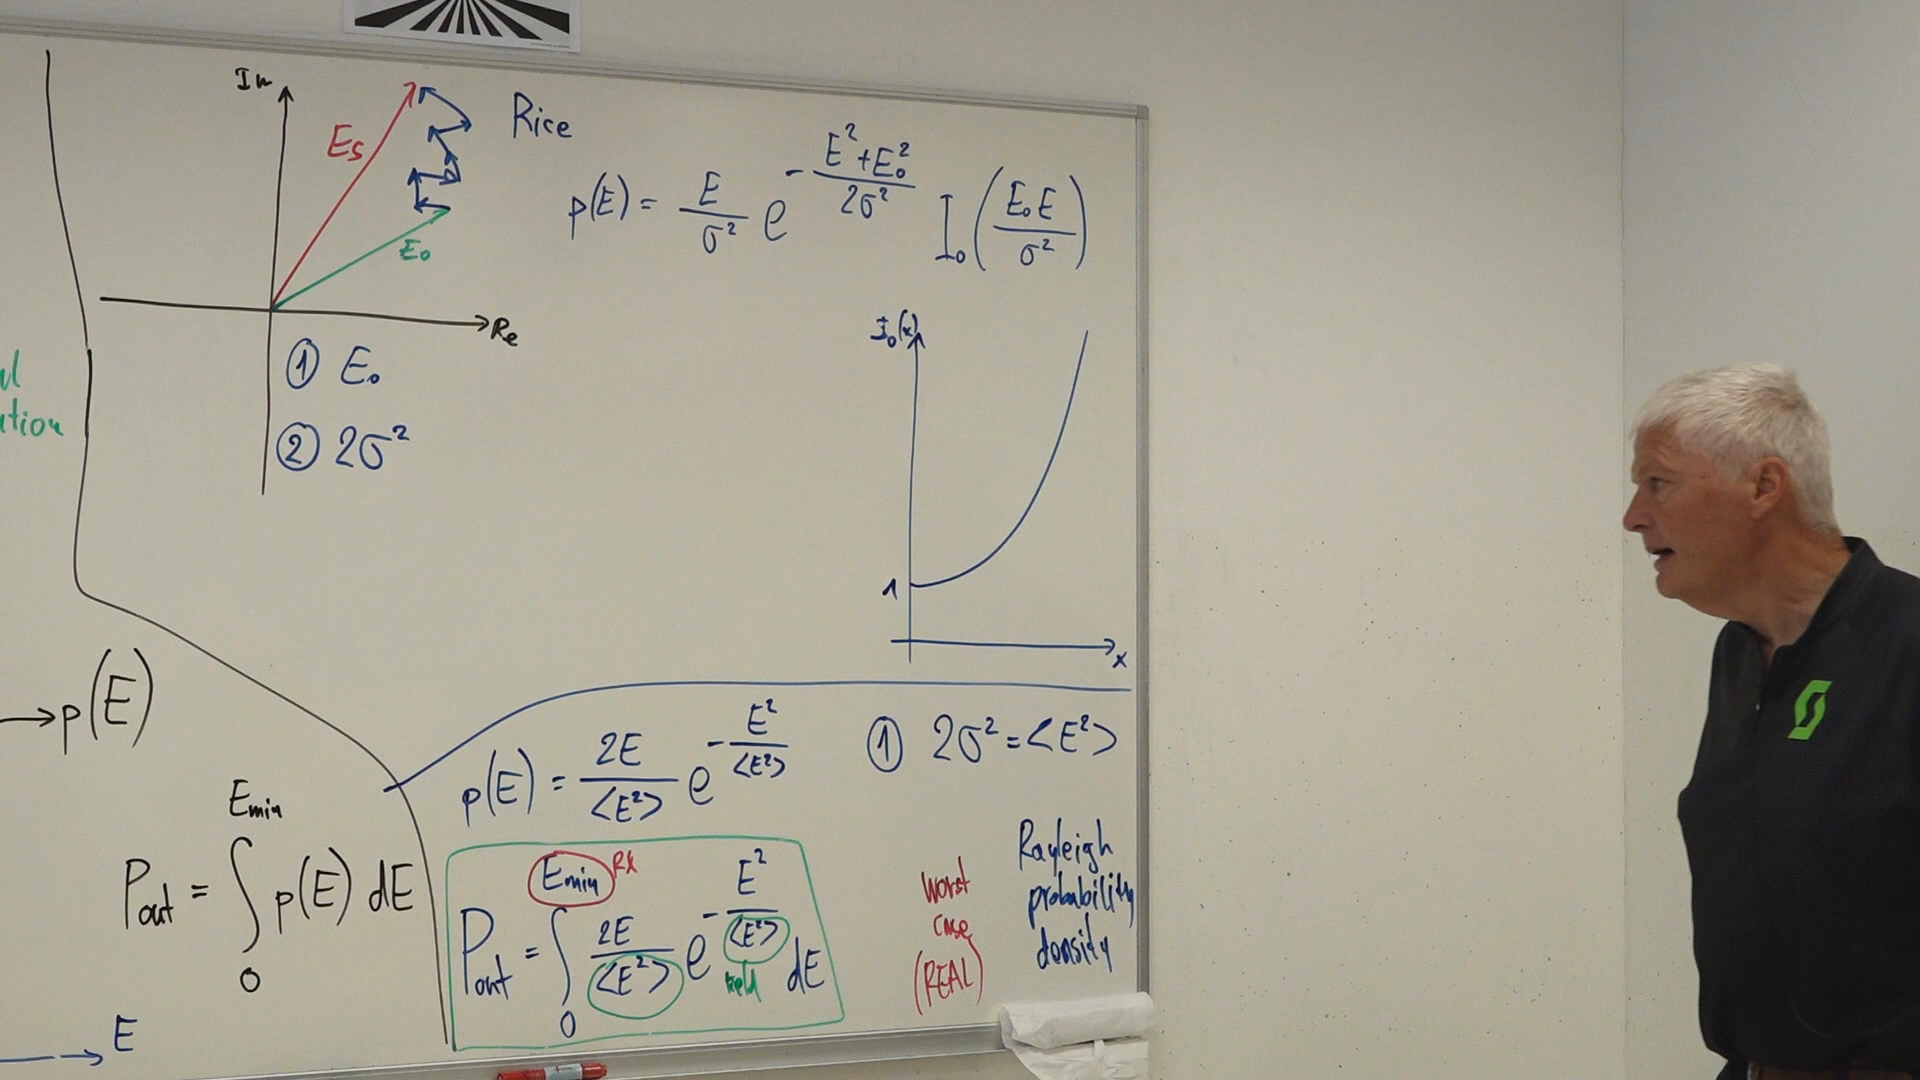 Im
Es
Rice
p(E) = E/σ² e^(-(E²+E₀²)/2σ²) I₀(E₀E/σ²)
E₀
Re
① E₀
② 2σ²
I₀(x)
1
x
→p(E)
p(E) = 2E/<E²> e^(-E²/<E²>)
① 2σ² = <E²>
Pout = ∫₀^Emin p(E) dE
Emin Rx
Pout = ∫₀^Emin 2E/<E²> e^(-E²/<E²>) dE
Worst
case
(REAL)
Rayleigh
probability
density
E